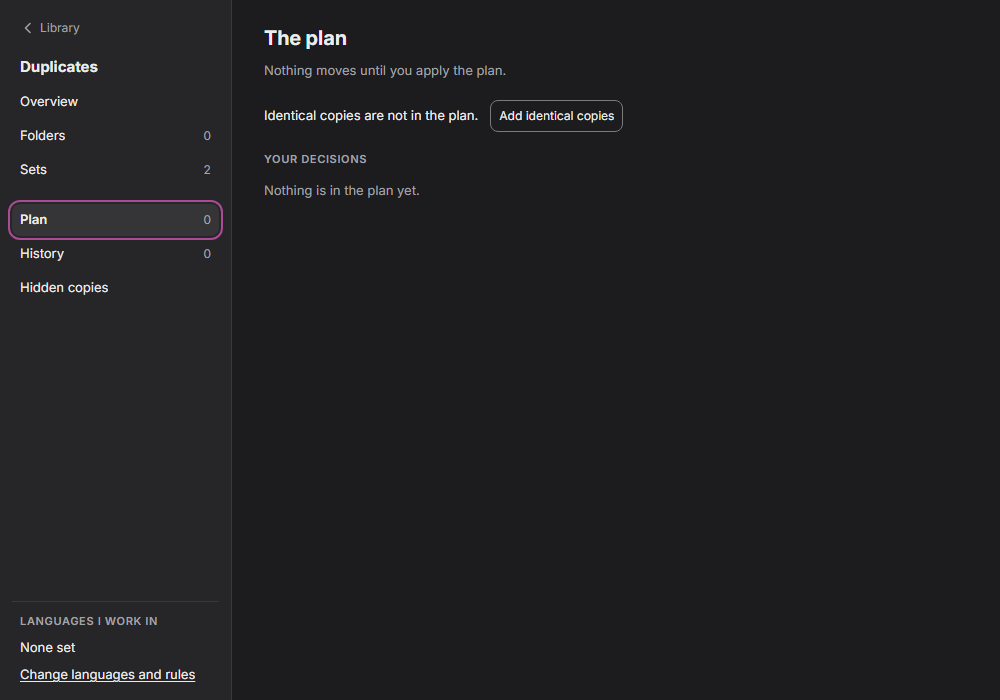 Library
Duplicates
Overview
Folders 0
Sets 2
Plan 0
History 0
Hidden copies
LANGUAGES I WORK IN
None set
Change languages and rules
The plan
Nothing moves until you apply the plan.
Identical copies are not in the plan. Add identical copies
YOUR DECISIONS
Nothing is in the plan yet.